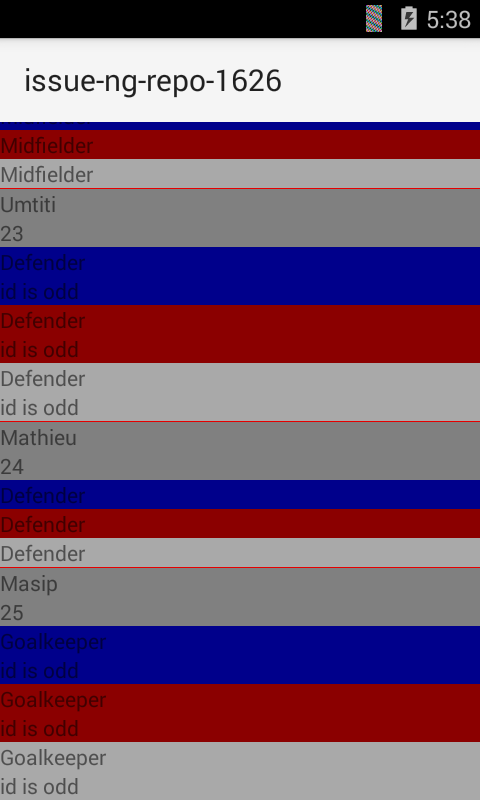 5:38
issue-ng-repo-1626
Midfielder
Midfielder
Umtiti
23
Defender
id is odd
Defender
id is odd
Defender
id is odd
Mathieu
24
Defender
Defender
Defender
Masip
25
Goalkeeper
id is odd
Goalkeeper
id is odd
Goalkeeper
id is odd